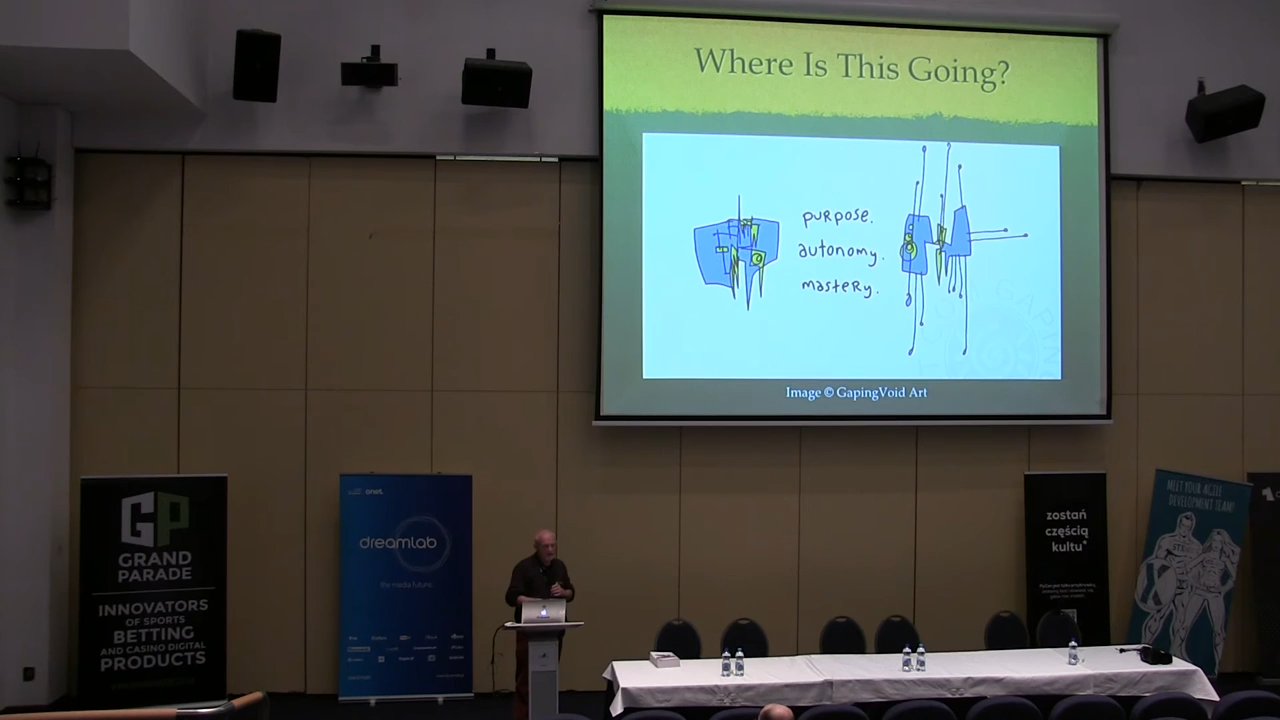 Where Is This Going?
purpose.
autonomy.
mastery.
Image © GapingVoid Art
GP
GRAND
PARADE
INNOVATORS
OF SPORTS
BETTING
AND CASINO DIGITAL
PRODUCTS
onet.
dreamlab
the media future.
zostań
częścią
kultu*
MEET YOUR AGILE
DEVELOPMENT TEAM!